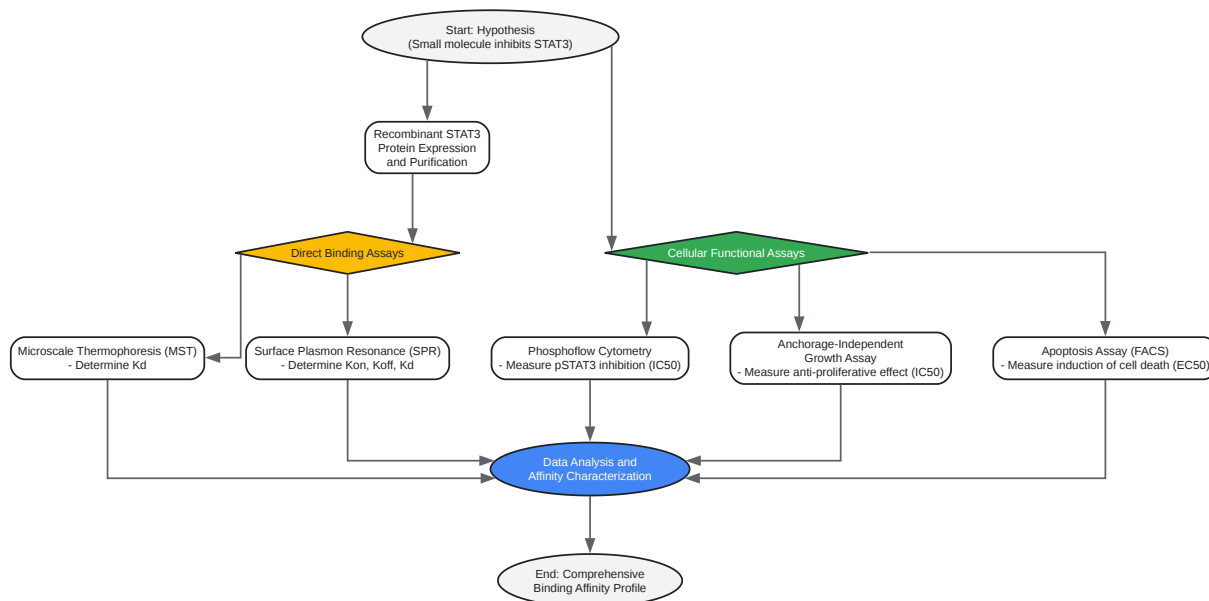 Start: Hypothesis
(Small molecule inhibits STAT3)
Recombinant STAT3
Protein Expression
and Purification
Direct Binding Assays
Cellular Functional Assays
Microscale Thermophoresis (MST)
- Determine Kd
Surface Plasmon Resonance (SPR)
- Determine Kon, Koff, Kd
Phosphoflow Cytometry
- Measure pSTAT3 inhibition (IC50)
Anchorage-Independent
Growth Assay
- Measure anti-proliferative effect (IC50)
Apoptosis Assay (FACS)
- Measure induction of cell death (EC50)
Data Analysis and
Affinity Characterization
End: Comprehensive
Binding Affinity Profile